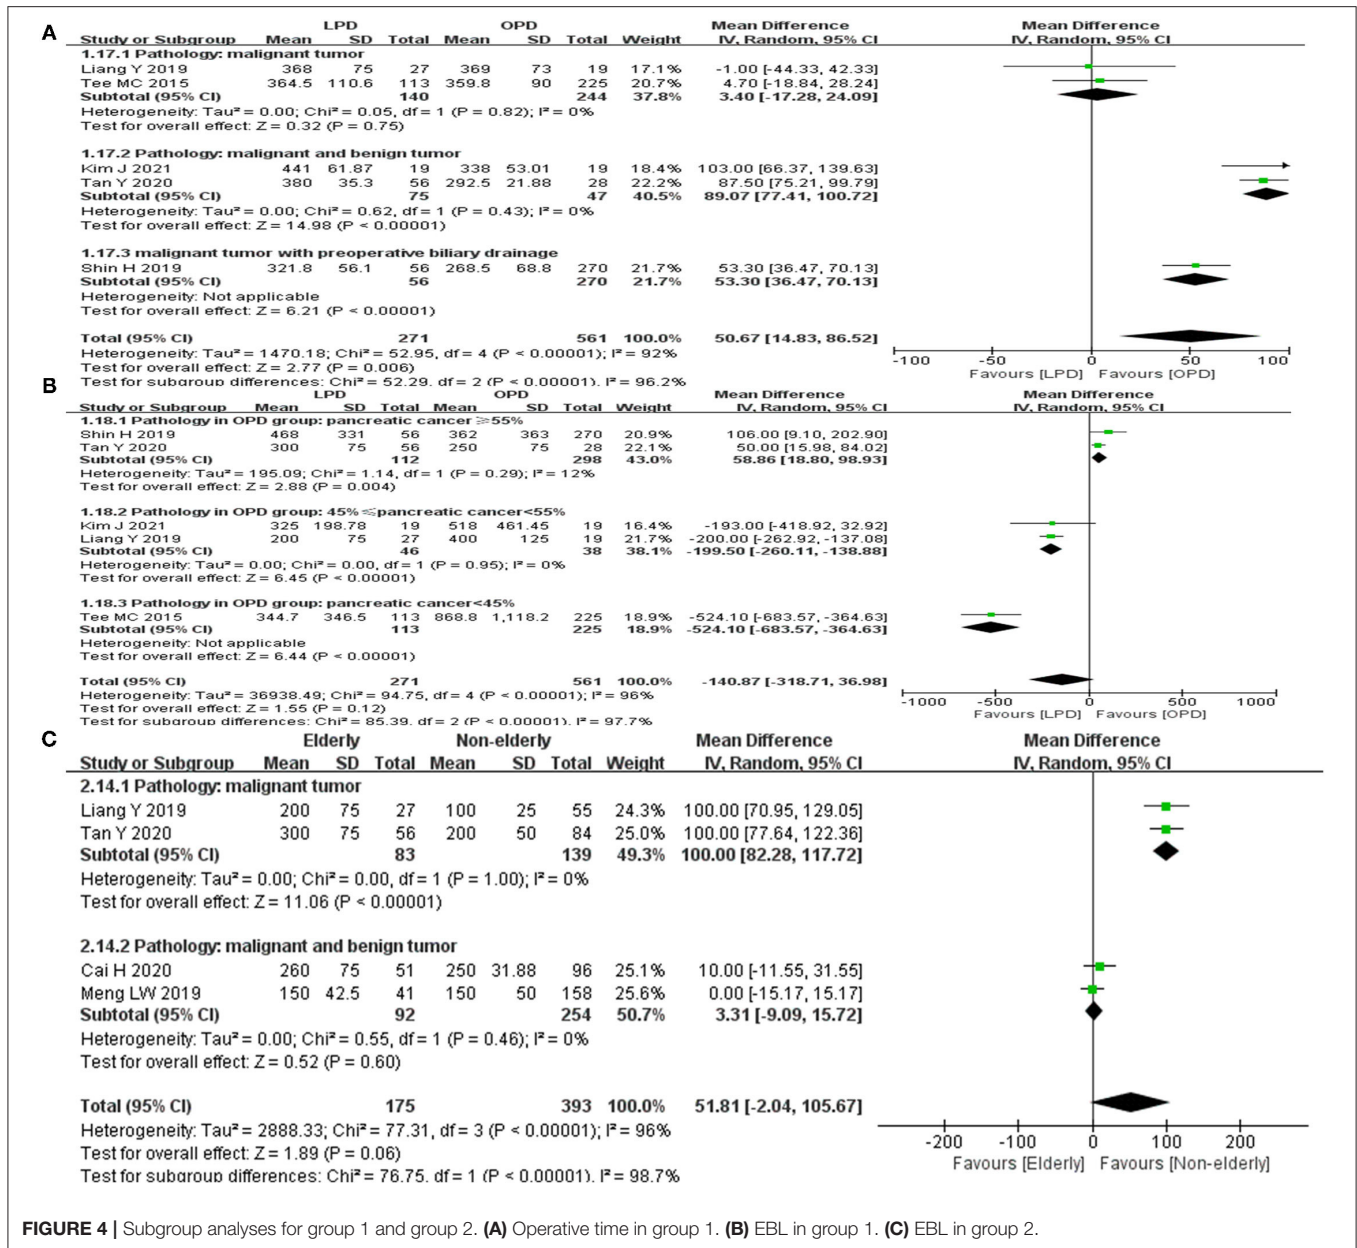 A
LPD OPD Mean Difference Mean Difference
Study or Subgroup Mean SD Total Mean SD Total Weight IV, Random, 95% CI IV, Random, 95% CI
1.17.1 Pathology: malignant tumor
Liang Y 2019 368 75 27 369 73 19 17.1% -1.00 [-44.33, 42.33]
Tee MC 2015 364.5 110.6 113 359.8 90 225 20.7% 4.70 [-18.84, 28.24]
Subtotal (95% CI) 140 244 37.8% 3.40 [-17.28, 24.09]
Heterogeneity: Tau² = 0.00; Chi² = 0.05, df = 1 (P = 0.82); I² = 0%
Test for overall effect: Z = 0.32 (P = 0.75)
1.17.2 Pathology: malignant and benign tumor
Kim J 2021 441 61.87 19 338 53.01 19 18.4% 103.00 [66.37, 139.63]
Tan Y 2020 380 35.3 56 292.5 21.88 28 22.2% 87.50 [75.21, 99.79]
Subtotal (95% CI) 75 47 40.5% 89.07 [77.41, 100.72]
Heterogeneity: Tau² = 0.00; Chi² = 0.62, df = 1 (P = 0.43); I² = 0%
Test for overall effect: Z = 14.98 (P < 0.00001)
1.17.3 malignant tumor with preoperative biliary drainage
Shin H 2019 321.8 56.1 56 268.5 68.8 270 21.7% 53.30 [36.47, 70.13]
Subtotal (95% CI) 56 270 21.7% 53.30 [36.47, 70.13]
Heterogeneity: Not applicable
Test for overall effect: Z = 6.21 (P < 0.00001)
Total (95% CI) 271 561 100.0% 50.67 [14.83, 86.52]
Heterogeneity: Tau² = 1470.18; Chi² = 52.95, df = 4 (P < 0.00001); I² = 92%
Test for overall effect: Z = 2.77 (P = 0.006)
Test for subgroup differences: Chi² = 52.29, df = 2 (P < 0.00001), I² = 96.2%
-100 -50 0 50 100
Favours [LPD] Favours [OPD]
B
LPD OPD Mean Difference Mean Difference
Study or Subgroup Mean SD Total Mean SD Total Weight IV, Random, 95% CI IV, Random, 95% CI
1.18.1 Pathology in OPD group: pancreatic cancer ≥55%
Shin H 2019 468 331 56 362 363 270 20.9% 106.00 [9.10, 202.90]
Tan Y 2020 300 75 56 250 75 28 22.1% 50.00 [15.98, 84.02]
Subtotal (95% CI) 112 298 43.0% 58.86 [18.80, 98.93]
Heterogeneity: Tau² = 195.09; Chi² = 1.14, df = 1 (P = 0.29); I² = 12%
Test for overall effect: Z = 2.88 (P = 0.004)
1.18.2 Pathology in OPD group: 45%≤pancreatic cancer<55%
Kim J 2021 325 198.78 19 518 461.45 19 16.4% -193.00 [-418.92, 32.92]
Liang Y 2019 200 75 27 400 125 19 21.7% -200.00 [-262.92, -137.08]
Subtotal (95% CI) 46 38 38.1% -199.50 [-260.11, -138.88]
Heterogeneity: Tau² = 0.00; Chi² = 0.00, df = 1 (P = 0.95); I² = 0%
Test for overall effect: Z = 6.45 (P < 0.00001)
1.18.3 Pathology in OPD group: pancreatic cancer<45%
Tee MC 2015 344.7 346.5 113 868.8 1,118.2 225 18.9% -524.10 [-683.57, -364.63]
Subtotal (95% CI) 113 225 18.9% -524.10 [-683.57, -364.63]
Heterogeneity: Not applicable
Test for overall effect: Z = 6.44 (P < 0.00001)
Total (95% CI) 271 561 100.0% -140.87 [-318.71, 36.98]
Heterogeneity: Tau² = 36938.49; Chi² = 94.75, df = 4 (P < 0.00001); I² = 96%
Test for overall effect: Z = 1.55 (P = 0.12)
Test for subgroup differences: Chi² = 85.39, df = 2 (P < 0.00001), I² = 97.7%
-1000 -500 0 500 1000
Favours [LPD] Favours [OPD]
C
Elderly Non-elderly Mean Difference Mean Difference
Study or Subgroup Mean SD Total Mean SD Total Weight IV, Random, 95% CI IV, Random, 95% CI
2.14.1 Pathology: malignant tumor
Liang Y 2019 200 75 27 100 25 55 24.3% 100.00 [70.95, 129.05]
Tan Y 2020 300 75 56 200 50 84 25.0% 100.00 [77.64, 122.36]
Subtotal (95% CI) 83 139 49.3% 100.00 [82.28, 117.72]
Heterogeneity: Tau² = 0.00; Chi² = 0.00, df = 1 (P = 1.00); I² = 0%
Test for overall effect: Z = 11.06 (P < 0.00001)
2.14.2 Pathology: malignant and benign tumor
Cai H 2020 260 75 51 250 31.88 96 25.1% 10.00 [-11.55, 31.55]
Meng LW 2019 150 42.5 41 150 50 158 25.6% 0.00 [-15.17, 15.17]
Subtotal (95% CI) 92 254 50.7% 3.31 [-9.09, 15.72]
Heterogeneity: Tau² = 0.00; Chi² = 0.55, df = 1 (P = 0.46); I² = 0%
Test for overall effect: Z = 0.52 (P = 0.60)
Total (95% CI) 175 393 100.0% 51.81 [-2.04, 105.67]
Heterogeneity: Tau² = 2888.33; Chi² = 77.31, df = 3 (P < 0.00001); I² = 96%
Test for overall effect: Z = 1.89 (P = 0.06)
Test for subgroup differences: Chi² = 76.75, df = 1 (P < 0.00001), I² = 98.7%
-200 -100 0 100 200
Favours [Elderly] Favours [Non-elderly]
FIGURE 4 | Subgroup analyses for group 1 and group 2. (A) Operative time in group 1. (B) EBL in group 1. (C) EBL in group 2.